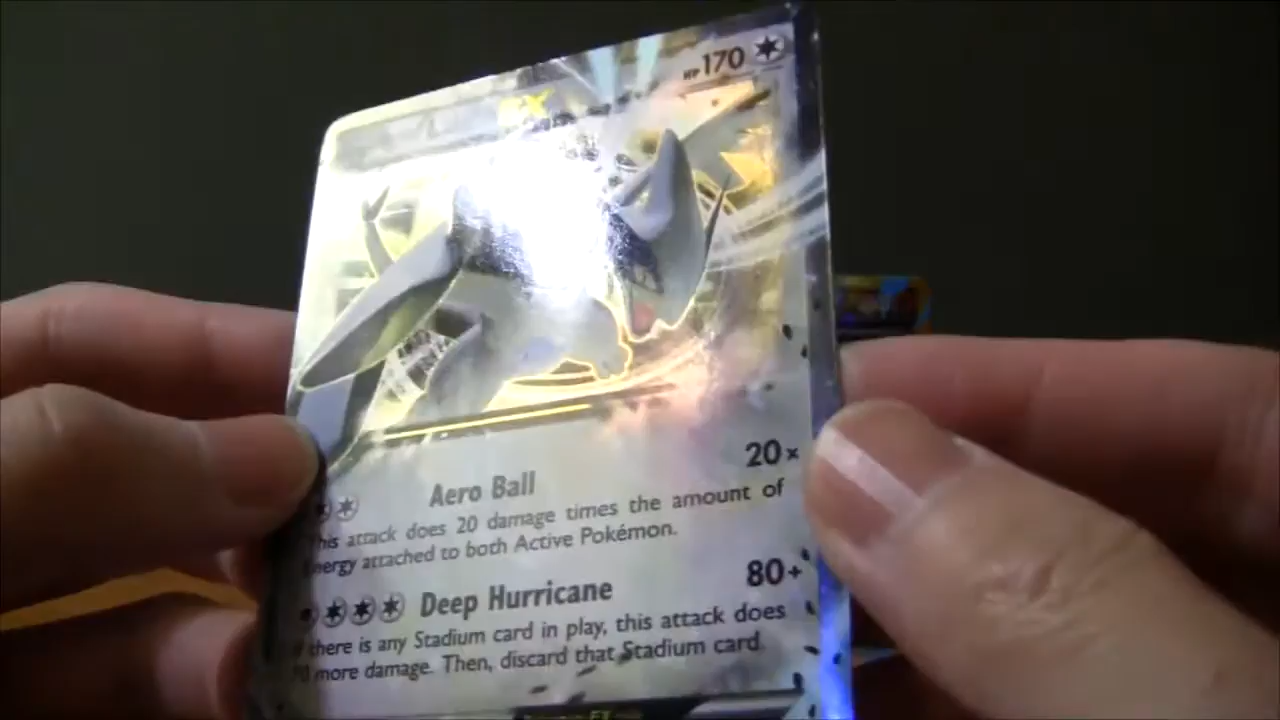 EX
HP 170
Aero Ball 20×
This attack does 20 damage times the amount of
Energy attached to both Active Pokémon.
Deep Hurricane 80+
If there is any Stadium card in play, this attack does
more damage. Then, discard that Stadium card.
EX